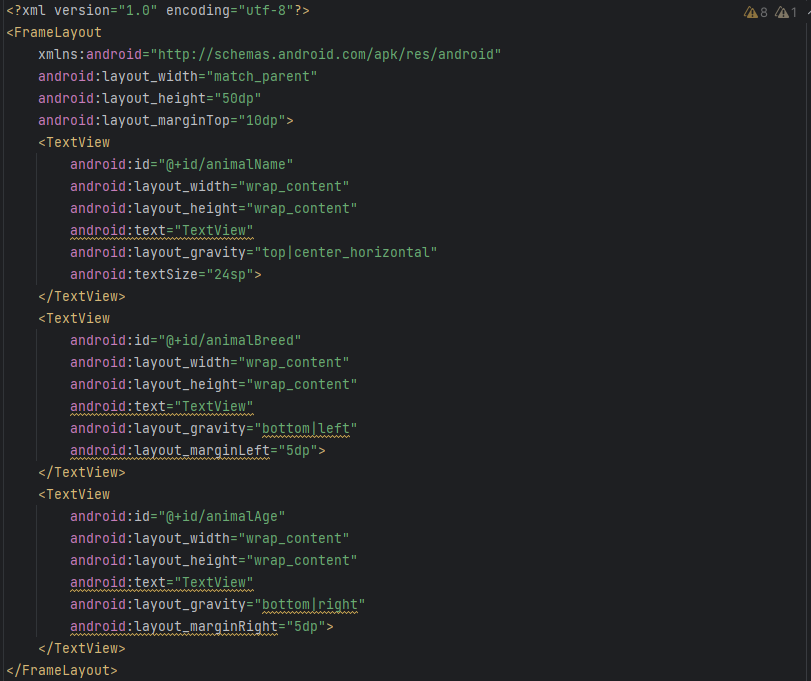 <?xml version="1.0" encoding="utf-8"?>
8 1
<FrameLayout
    xmlns:android="http://schemas.android.com/apk/res/android"
    android:layout_width="match_parent"
    android:layout_height="50dp"
    android:layout_marginTop="10dp">
    <TextView
        android:id="@+id/animalName"
        android:layout_width="wrap_content"
        android:layout_height="wrap_content"
        android:text="TextView"
        android:layout_gravity="top|center_horizontal"
        android:textSize="24sp">
    </TextView>
    <TextView
        android:id="@+id/animalBreed"
        android:layout_width="wrap_content"
        android:layout_height="wrap_content"
        android:text="TextView"
        android:layout_gravity="bottom|left"
        android:layout_marginLeft="5dp">
    </TextView>
    <TextView
        android:id="@+id/animalAge"
        android:layout_width="wrap_content"
        android:layout_height="wrap_content"
        android:text="TextView"
        android:layout_gravity="bottom|right"
        android:layout_marginRight="5dp">
    </TextView>
</FrameLayout>